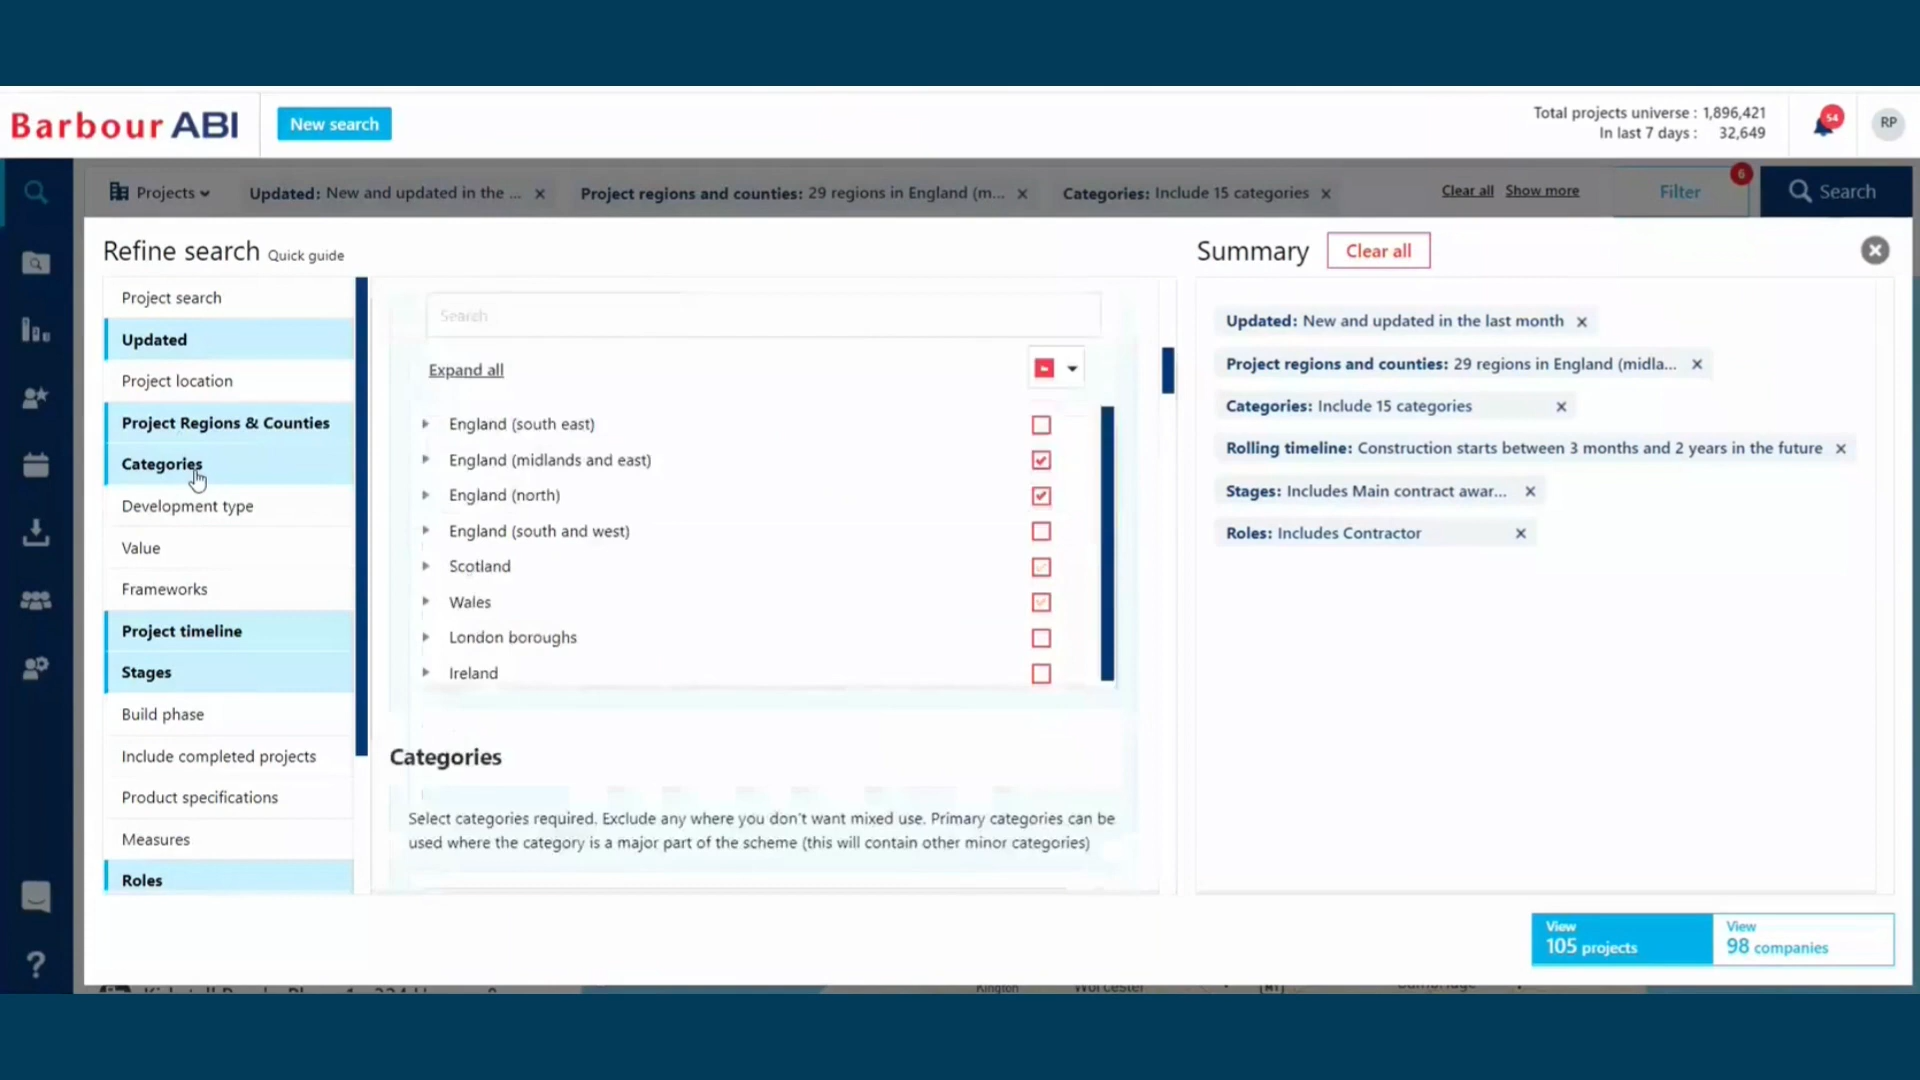 Barbour ABI
New search
Total projects universe : 1,896,421
In last 7 days : 32,649
54
RP
Projects
Updated: New and updated in the ... ×
Project regions and counties: 29 regions in England (m... ×
Categories: Include 15 categories ×
Clear all Show more
Filter
6
Search
Refine search Quick guide
Project search
Updated
Project location
Project Regions & Counties
Categories
Development type
Value
Frameworks
Project timeline
Stages
Build phase
Include completed projects
Product specifications
Measures
Roles
Search
Expand all
England (south east)
England (midlands and east)
England (north)
England (south and west)
Scotland
Wales
London boroughs
Ireland
Categories
Select categories required. Exclude any where you don't want mixed use. Primary categories can be
used where the category is a major part of the scheme (this will contain other minor categories)
Summary
Clear all
Updated: New and updated in the last month ×
Project regions and counties: 29 regions in England (midla... ×
Categories: Include 15 categories ×
Rolling timeline: Construction starts between 3 months and 2 years in the future ×
Stages: Includes Main contract awar... ×
Roles: Includes Contractor ×
View
105 projects
View
98 companies
?